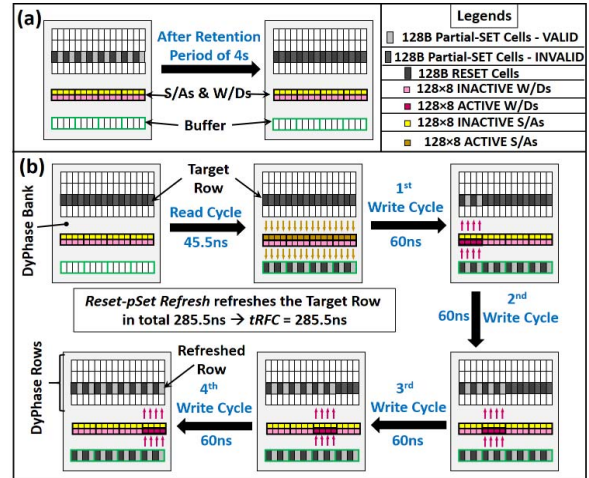 (a)
After Retention
Period of 4s
S/As & W/Ds
Buffer
Legends
128B Partial-SET Cells - VALID
128B Partial-SET Cells - INVALID
128B RESET Cells
128×8 INACTIVE W/Ds
128×8 ACTIVE W/Ds
128×8 INACTIVE S/As
128×8 ACTIVE S/As
(b)
DyPhase Bank
Target
Row
Read Cycle
45.5ns
1st
Write Cycle
60ns
Reset-pSet Refresh refreshes the Target Row
in total 285.5ns → tRFC = 285.5ns
60ns
2nd
Write Cycle
DyPhase Rows
Refreshed
Row
4th
Write Cycle
60ns
3rd
Write Cycle
60ns